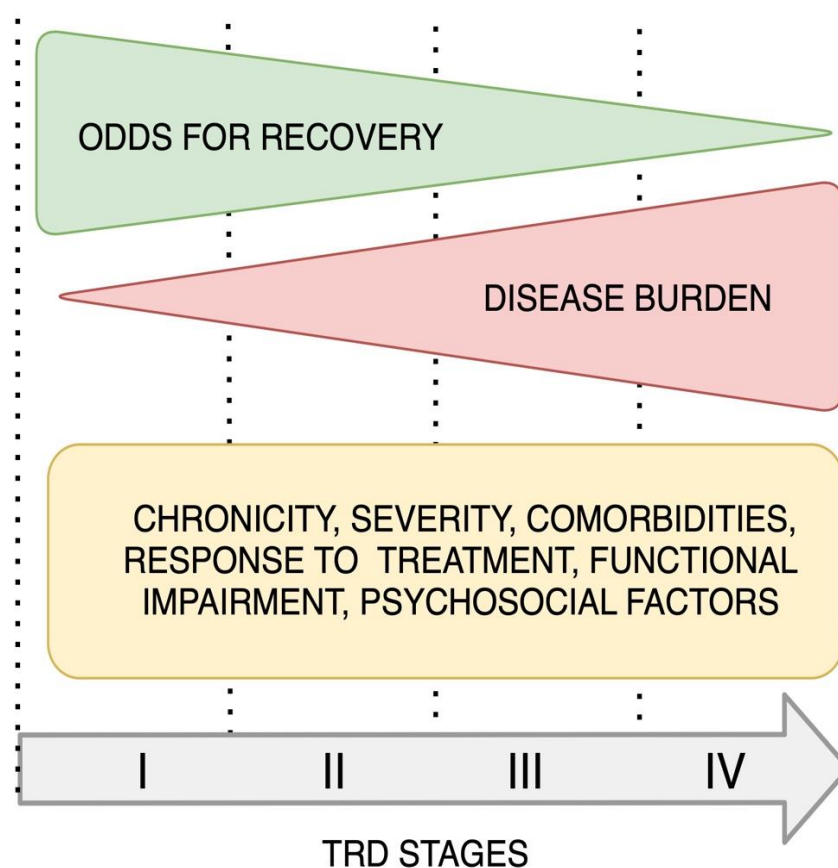 ODDS FOR RECOVERY
DISEASE BURDEN
CHRONICITY, SEVERITY, COMORBIDITIES,
RESPONSE TO TREATMENT, FUNCTIONAL
IMPAIRMENT, PSYCHOSOCIAL FACTORS
I II III IV
TRD STAGES